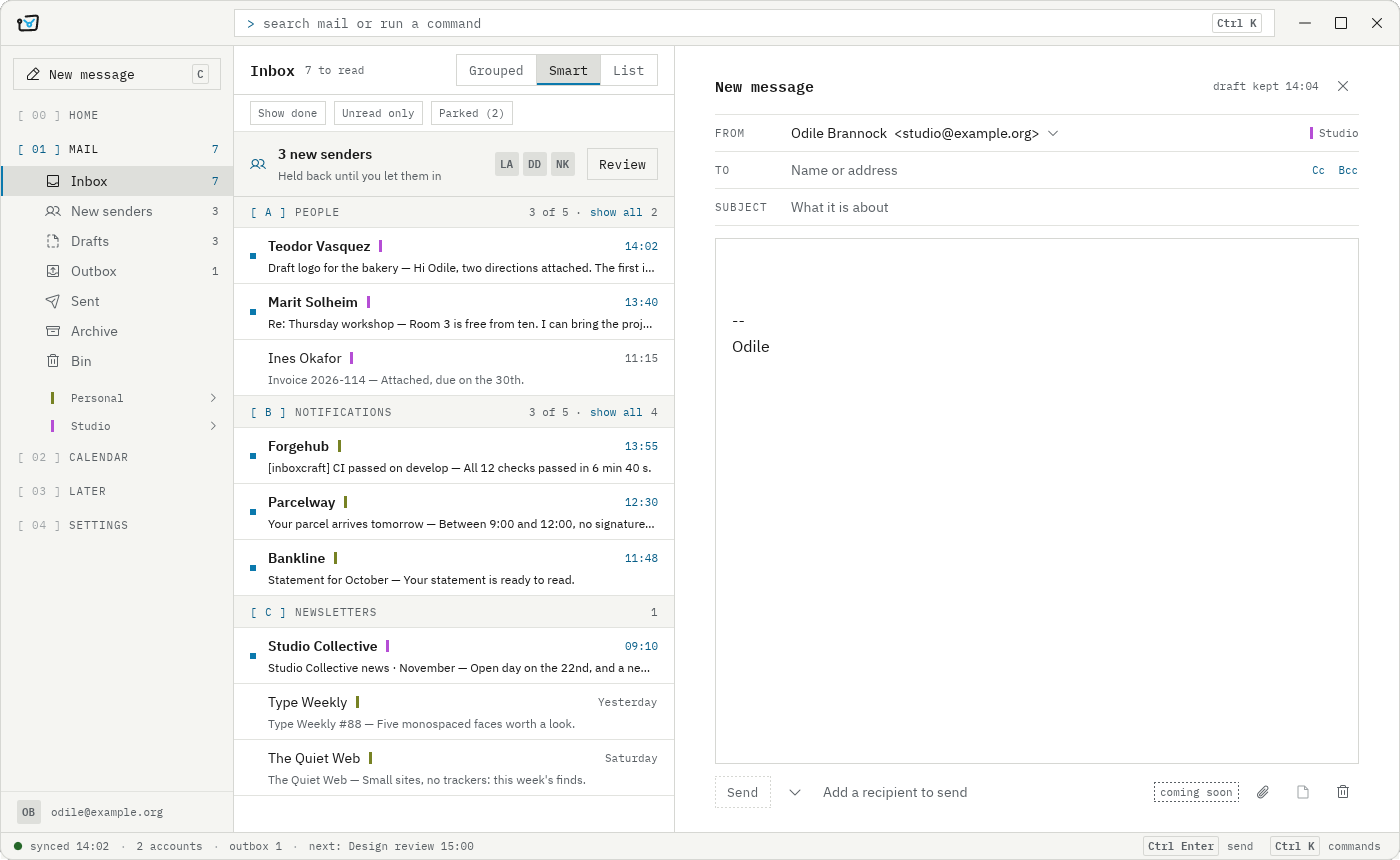 > search mail or run a command
Ctrl K
New message
C
[ 00 ] HOME
[ 01 ] MAIL 7
Inbox 7
New senders 3
Drafts 3
Outbox 1
Sent
Archive
Bin
Personal
Studio
[ 02 ] CALENDAR
[ 03 ] LATER
[ 04 ] SETTINGS
OB odile@example.org
Inbox 7 to read
Grouped Smart List
Show done Unread only Parked (2)
3 new senders
Held back until you let them in
LA DD NK
Review
[ A ] PEOPLE 3 of 5 · show all 2
Teodor Vasquez 14:02
Draft logo for the bakery — Hi Odile, two directions attached. The first i...
Marit Solheim 13:40
Re: Thursday workshop — Room 3 is free from ten. I can bring the proj...
Ines Okafor 11:15
Invoice 2026-114 — Attached, due on the 30th.
[ B ] NOTIFICATIONS 3 of 5 · show all 4
Forgehub 13:55
[inboxcraft] CI passed on develop — All 12 checks passed in 6 min 40 s.
Parcelway 12:30
Your parcel arrives tomorrow — Between 9:00 and 12:00, no signature...
Bankline 11:48
Statement for October — Your statement is ready to read.
[ C ] NEWSLETTERS 1
Studio Collective 09:10
Studio Collective news · November — Open day on the 22nd, and a ne...
Type Weekly Yesterday
Type Weekly #88 — Five monospaced faces worth a look.
The Quiet Web Saturday
The Quiet Web — Small sites, no trackers: this week's finds.
New message draft kept 14:04
FROM Odile Brannock <studio@example.org> Studio
TO Name or address Cc Bcc
SUBJECT What it is about
--
Odile
Send Add a recipient to send coming soon
synced 14:02 · 2 accounts · outbox 1 · next: Design review 15:00
Ctrl Enter send Ctrl K commands